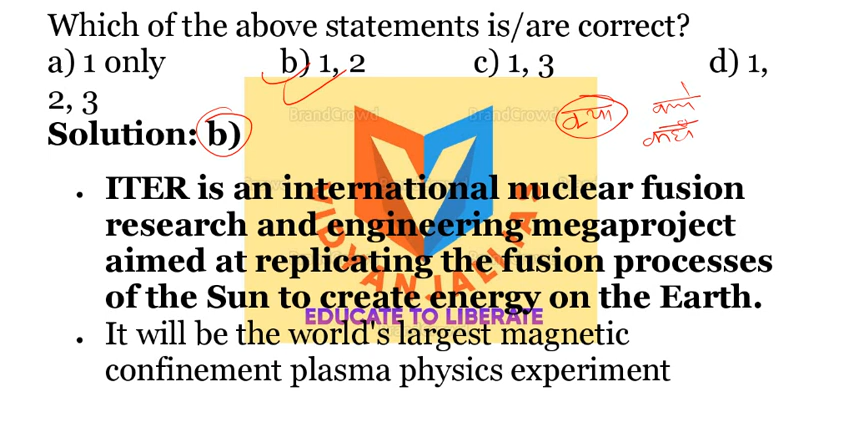 Which of the above statements is/are correct?
a) 1 only b) 1, 2 c) 1, 3 d) 1,
2, 3
BrandCrowd BrandCrowd
क्या क्यों
Solution: b)
कहाँ
• ITER is an international nuclear fusion
research and engineering megaproject
aimed at replicating the fusion processes
of the Sun to create energy on the Earth.
VIDYANJALI LAB
EDUCATE TO LIBERATE
• It will be the world's largest magnetic
confinement plasma physics experiment